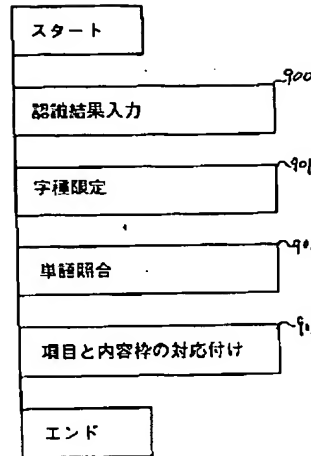 スタート
900
認識結果入力
字種限定
単語照合
項目と内容枠の対応付け
エンド